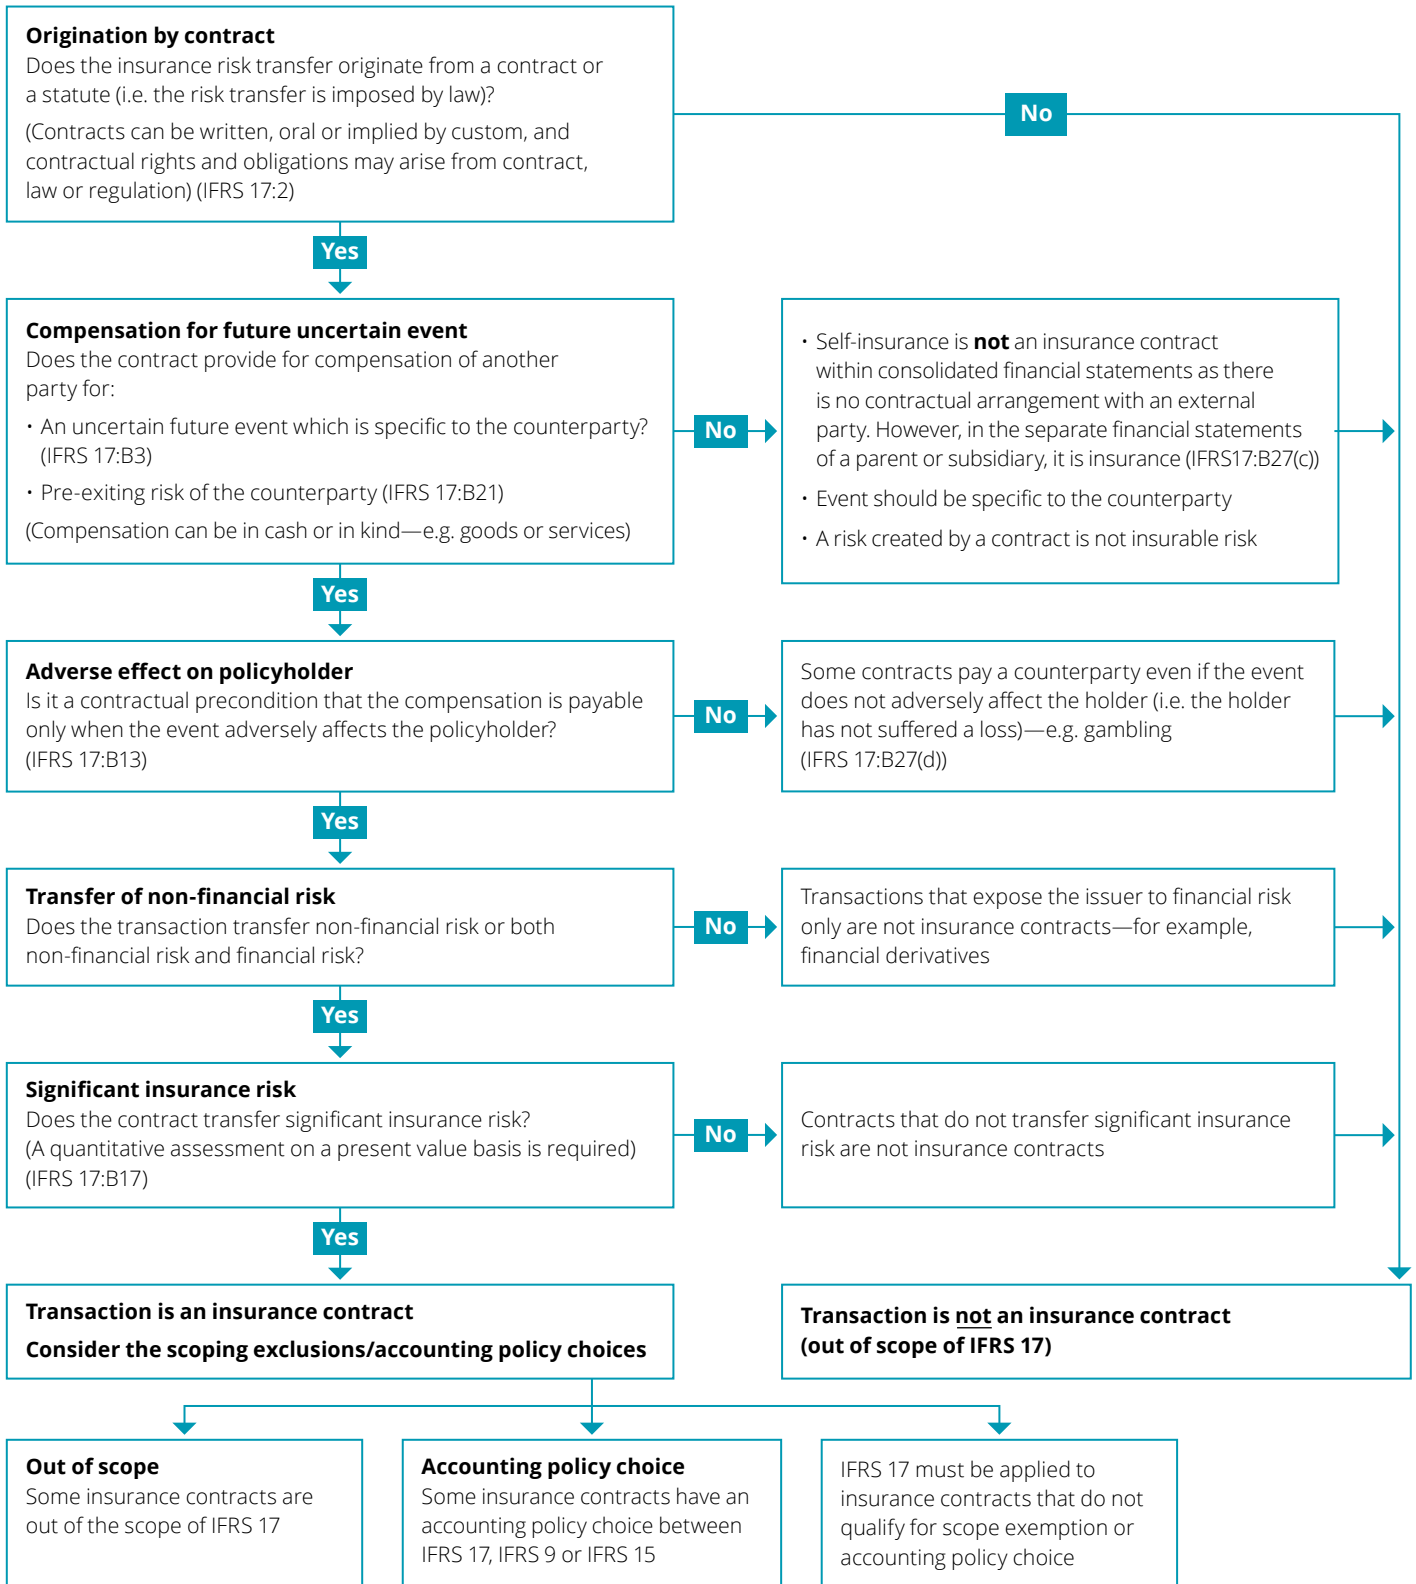 Origination by contract
Does the insurance risk transfer originate from a contract or
a statute (i.e. the risk transfer is imposed by law)?
(Contracts can be written, oral or implied by custom, and
contractual rights and obligations may arise from contract,
law or regulation) (IFRS 17:2)
No
Yes
Compensation for future uncertain event
Does the contract provide for compensation of another
party for:
• An uncertain future event which is specific to the counterparty?
(IFRS 17:B3)
• Pre-exiting risk of the counterparty (IFRS 17:B21)
(Compensation can be in cash or in kind—e.g. goods or services)
No
• Self-insurance is not an insurance contract
within consolidated financial statements as there
is no contractual arrangement with an external
party. However, in the separate financial statements
of a parent or subsidiary, it is insurance (IFRS17:B27(c))
• Event should be specific to the counterparty
• A risk created by a contract is not insurable risk
Yes
Adverse effect on policyholder
Is it a contractual precondition that the compensation is payable
only when the event adversely affects the policyholder?
(IFRS 17:B13)
No
Some contracts pay a counterparty even if the event
does not adversely affect the holder (i.e. the holder
has not suffered a loss)—e.g. gambling
(IFRS 17:B27(d))
Yes
Transfer of non-financial risk
Does the transaction transfer non-financial risk or both
non-financial risk and financial risk?
No
Transactions that expose the issuer to financial risk
only are not insurance contracts—for example,
financial derivatives
Yes
Significant insurance risk
Does the contract transfer significant insurance risk?
(A quantitative assessment on a present value basis is required)
(IFRS 17:B17)
No
Contracts that do not transfer significant insurance
risk are not insurance contracts
Yes
Transaction is an insurance contract
Consider the scoping exclusions/accounting policy choices
Transaction is not an insurance contract
(out of scope of IFRS 17)
Out of scope
Some insurance contracts are
out of the scope of IFRS 17
Accounting policy choice
Some insurance contracts have an
accounting policy choice between
IFRS 17, IFRS 9 or IFRS 15
IFRS 17 must be applied to
insurance contracts that do not
qualify for scope exemption or
accounting policy choice